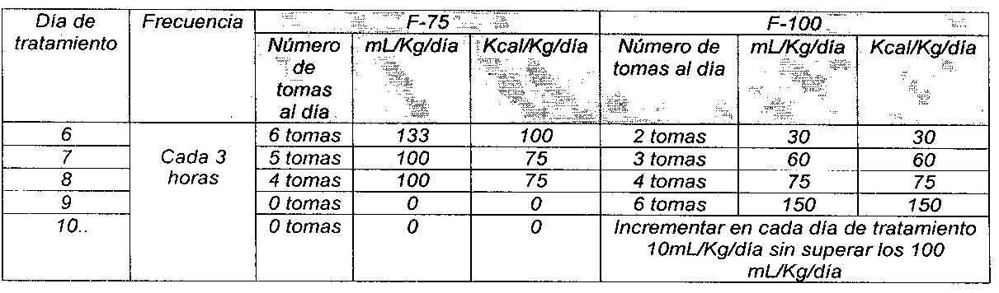 Día de tratamiento Frecuencia F-75 F-100
Número de tomas al día mL/Kg/día Kcal/Kg/día Número de tomas al día mL/Kg/día Kcal/Kg/día
6 Cada 3 horas 6 tomas 133 100 2 tomas 30 30
7 5 tomas 100 75 3 tomas 60 60
8 4 tomas 100 75 4 tomas 75 75
9 0 tomas 0 0 6 tomas 150 150
10.. 0 tomas 0 0 Incrementar en cada día de tratamiento
10mL/Kg/día sin superar los 100
mL/Kg/día